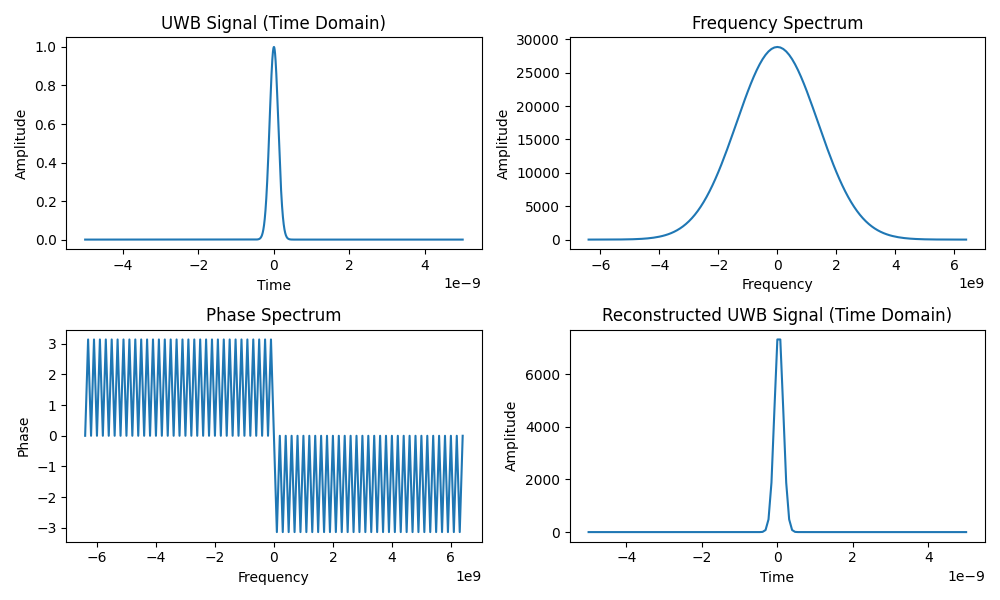 UWB Signal (Time Domain)
Amplitude
1.0
0.8
0.6
0.4
0.2
0.0
−4 −2 0 2 4
1e−9
Time
Frequency Spectrum
Amplitude
30000
25000
20000
15000
10000
5000
0
−6 −4 −2 0 2 4 6
1e9
Frequency
Phase Spectrum
Phase
3
2
1
0
−1
−2
−3
−6 −4 −2 0 2 4 6
1e9
Frequency
Reconstructed UWB Signal (Time Domain)
Amplitude
6000
4000
2000
0
−4 −2 0 2 4
1e−9
Time